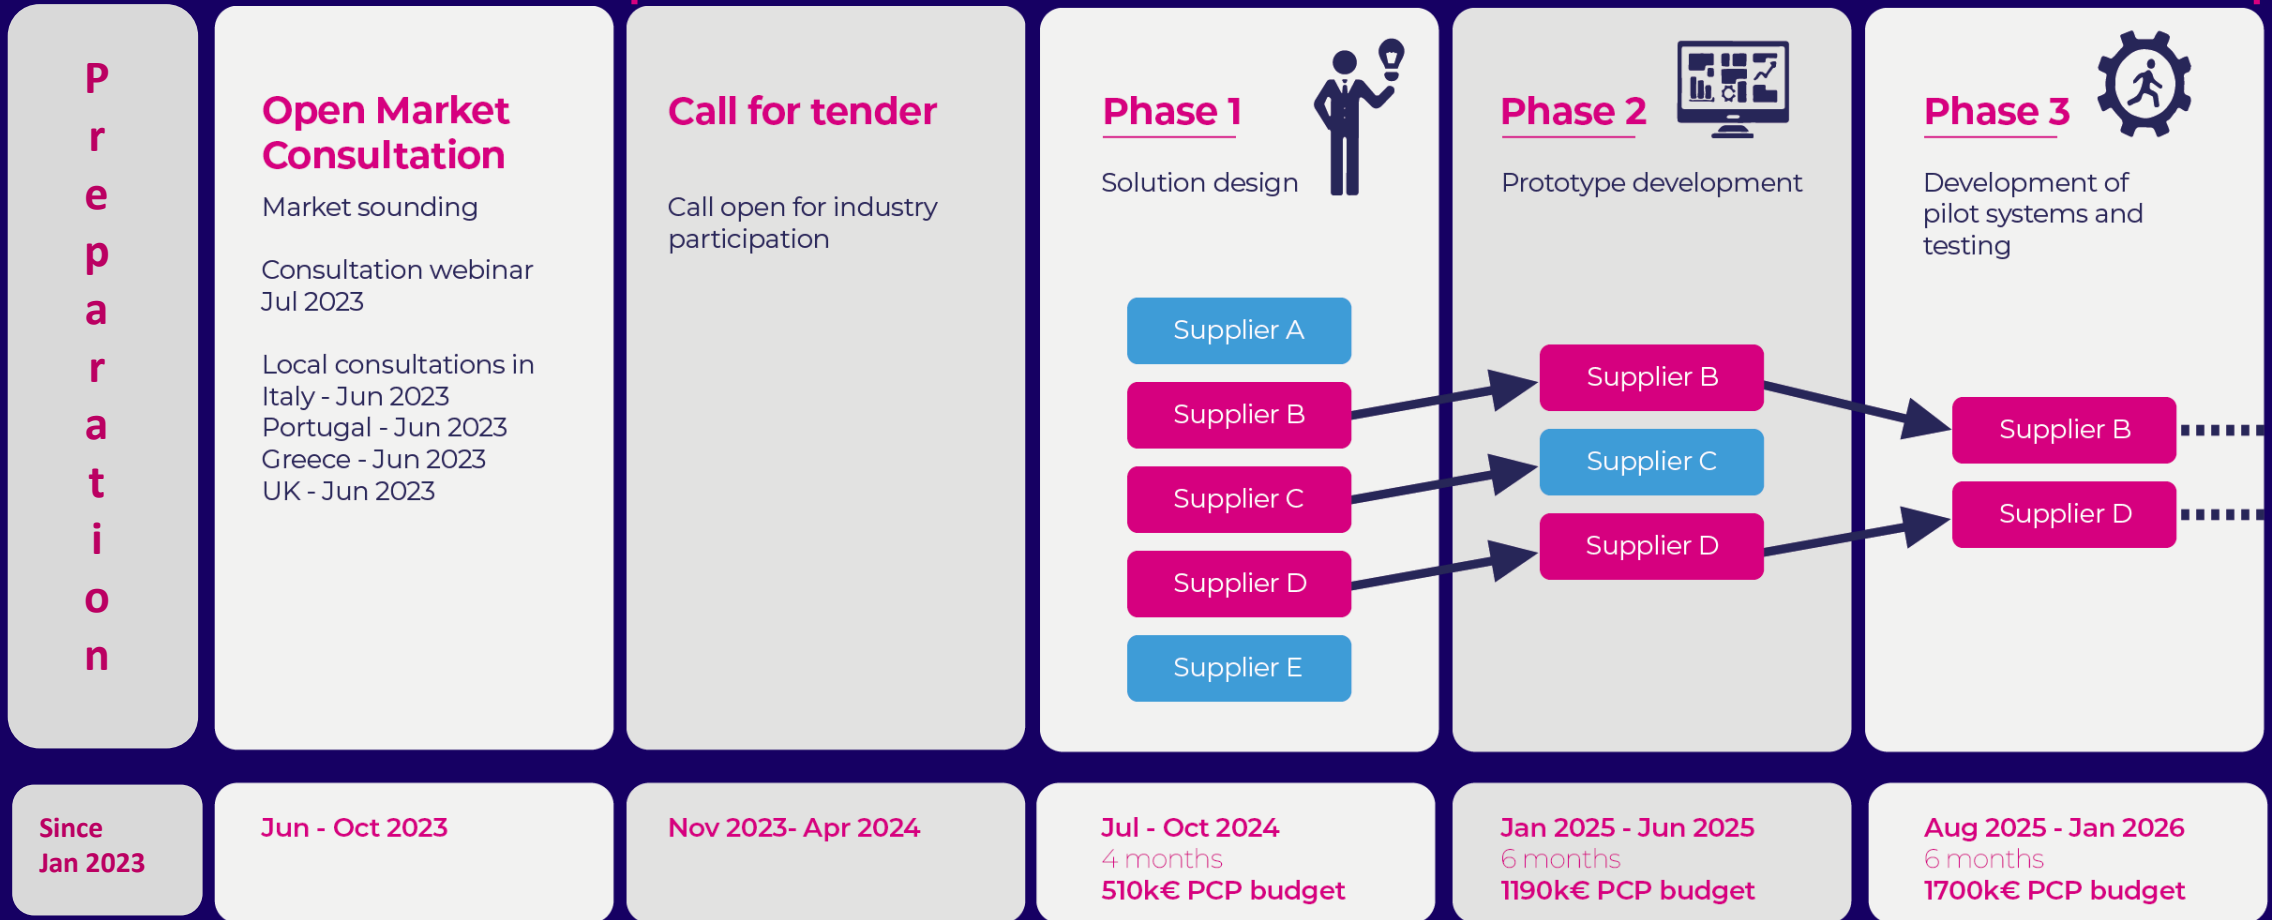 Preparation
Open Market
Consultation
Market sounding
Consultation webinar
Jul 2023
Local consultations in
Italy - Jun 2023
Portugal - Jun 2023
Greece - Jun 2023
UK - Jun 2023
Call for tender
Call open for industry
participation
Phase 1
Solution design
Supplier A
Supplier B
Supplier C
Supplier D
Supplier E
Phase 2
Prototype development
Supplier B
Supplier C
Supplier D
Phase 3
Development of
pilot systems and
testing
Supplier B
Supplier D
Since
Jan 2023
Jun - Oct 2023
Nov 2023- Apr 2024
Jul - Oct 2024
4 months
510k€ PCP budget
Jan 2025 - Jun 2025
6 months
1190k€ PCP budget
Aug 2025 - Jan 2026
6 months
1700k€ PCP budget